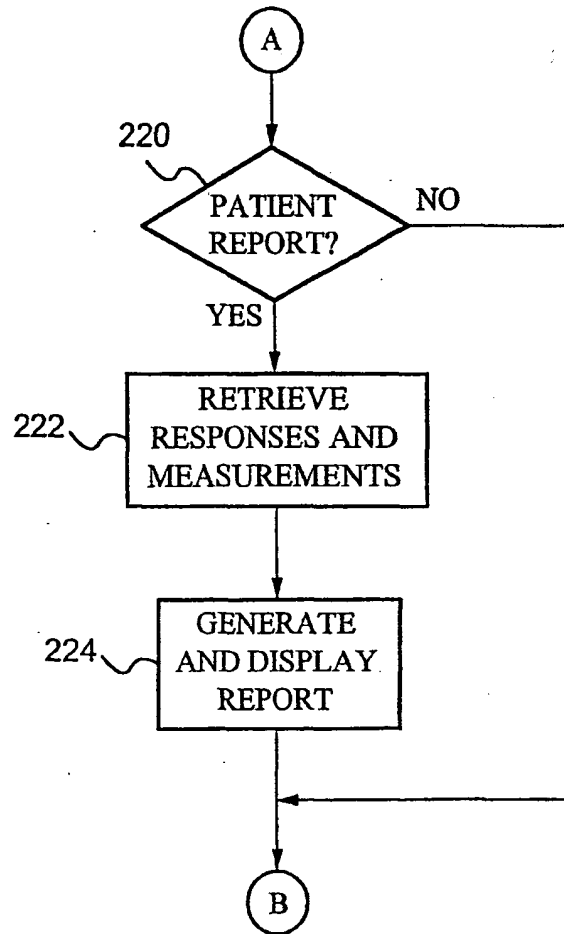 A
220
PATIENT
REPORT?
NO
YES
222
RETRIEVE
RESPONSES AND
MEASUREMENTS
224
GENERATE
AND DISPLAY
REPORT
B